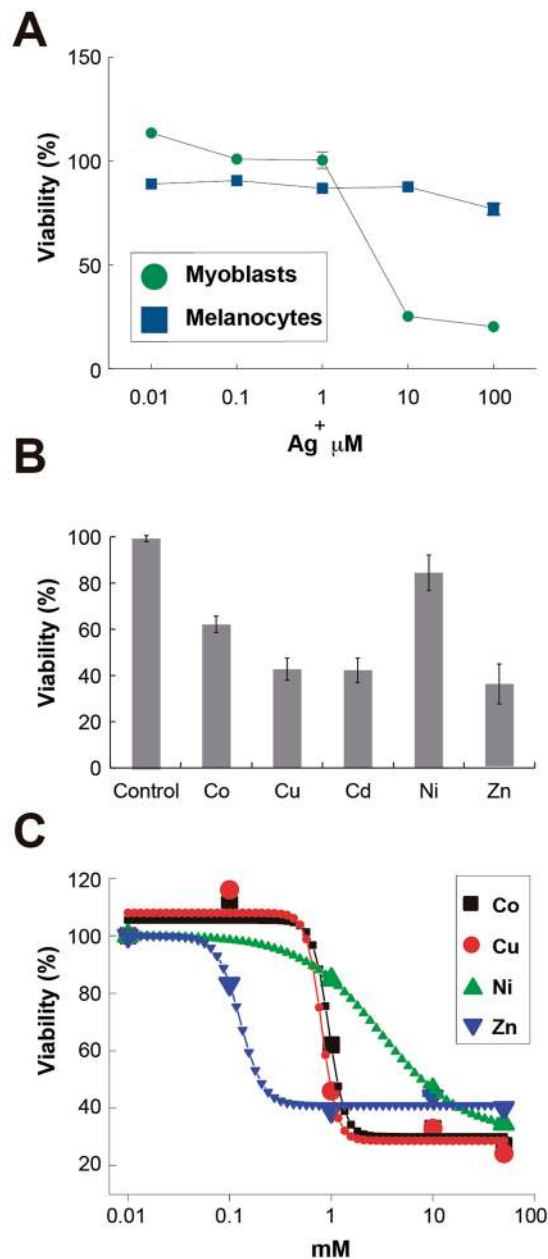 A
150
100
50
0
Viability (%)
Myoblasts
Melanocytes
0.01 0.1 1 10 100
Ag+ μM
B
100
80
60
40
20
0
Viability (%)
Control Co Cu Cd Ni Zn
C
120
100
80
60
40
20
Viability (%)
Co
Cu
Ni
Zn
0.01 0.1 1 10 100
mM